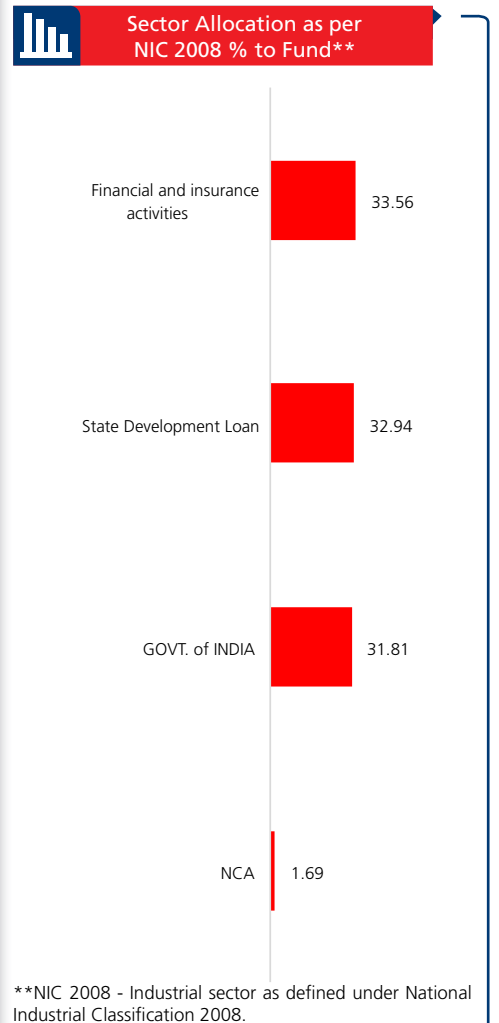 Sector Allocation as per
NIC 2008 % to Fund**
Financial and insurance
activities
33.56
State Development Loan
32.94
GOVT. of INDIA
31.81
NCA
1.69
**NIC 2008 - Industrial sector as defined under National
Industrial Classification 2008.